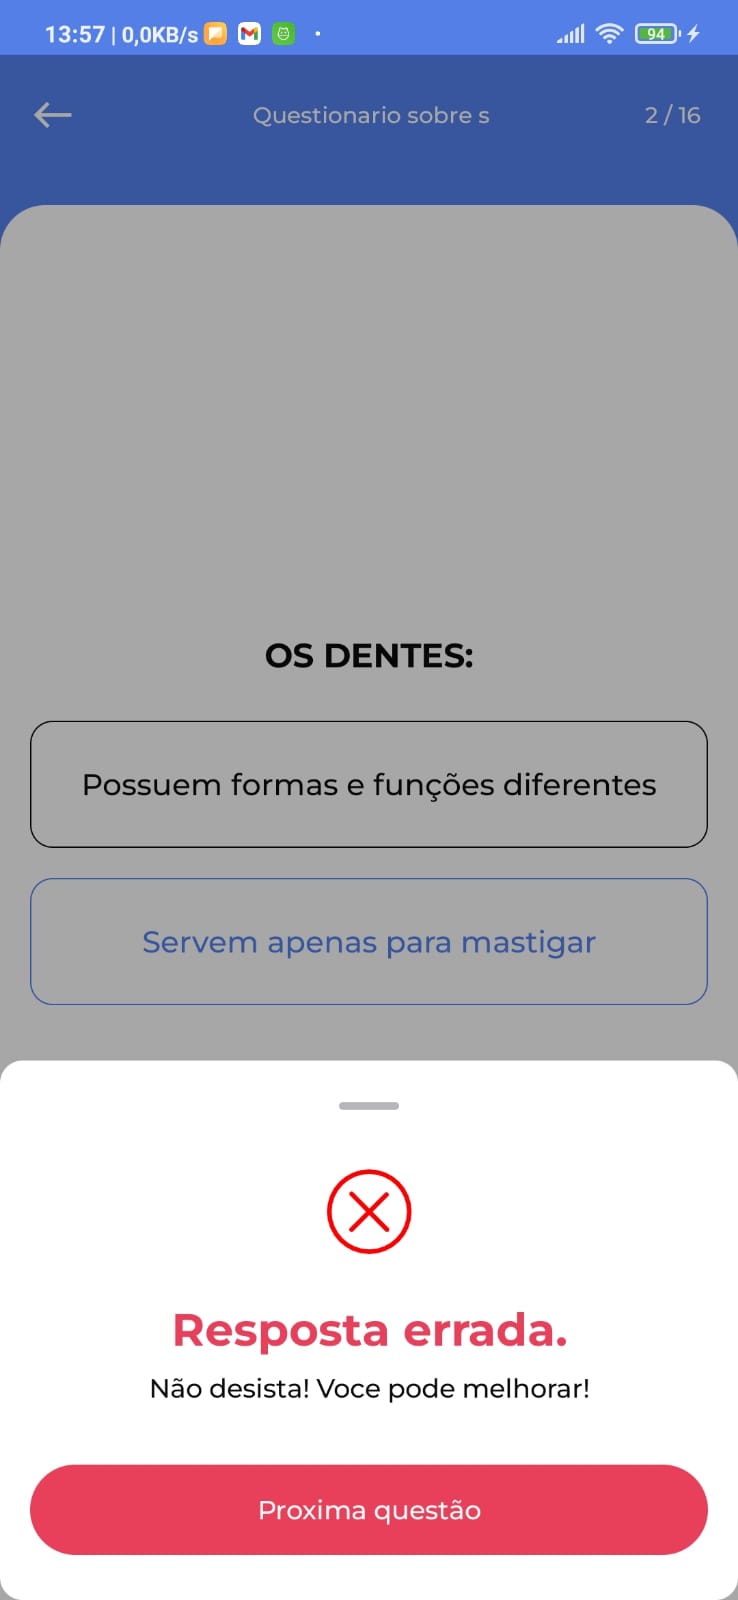 13:57 | 0,0KB/s 94
Questionario sobre s 2 / 16
OS DENTES:
Possuem formas e funções diferentes
Servem apenas para mastigar
Resposta errada.
Não desista! Voce pode melhorar!
Proxima questão